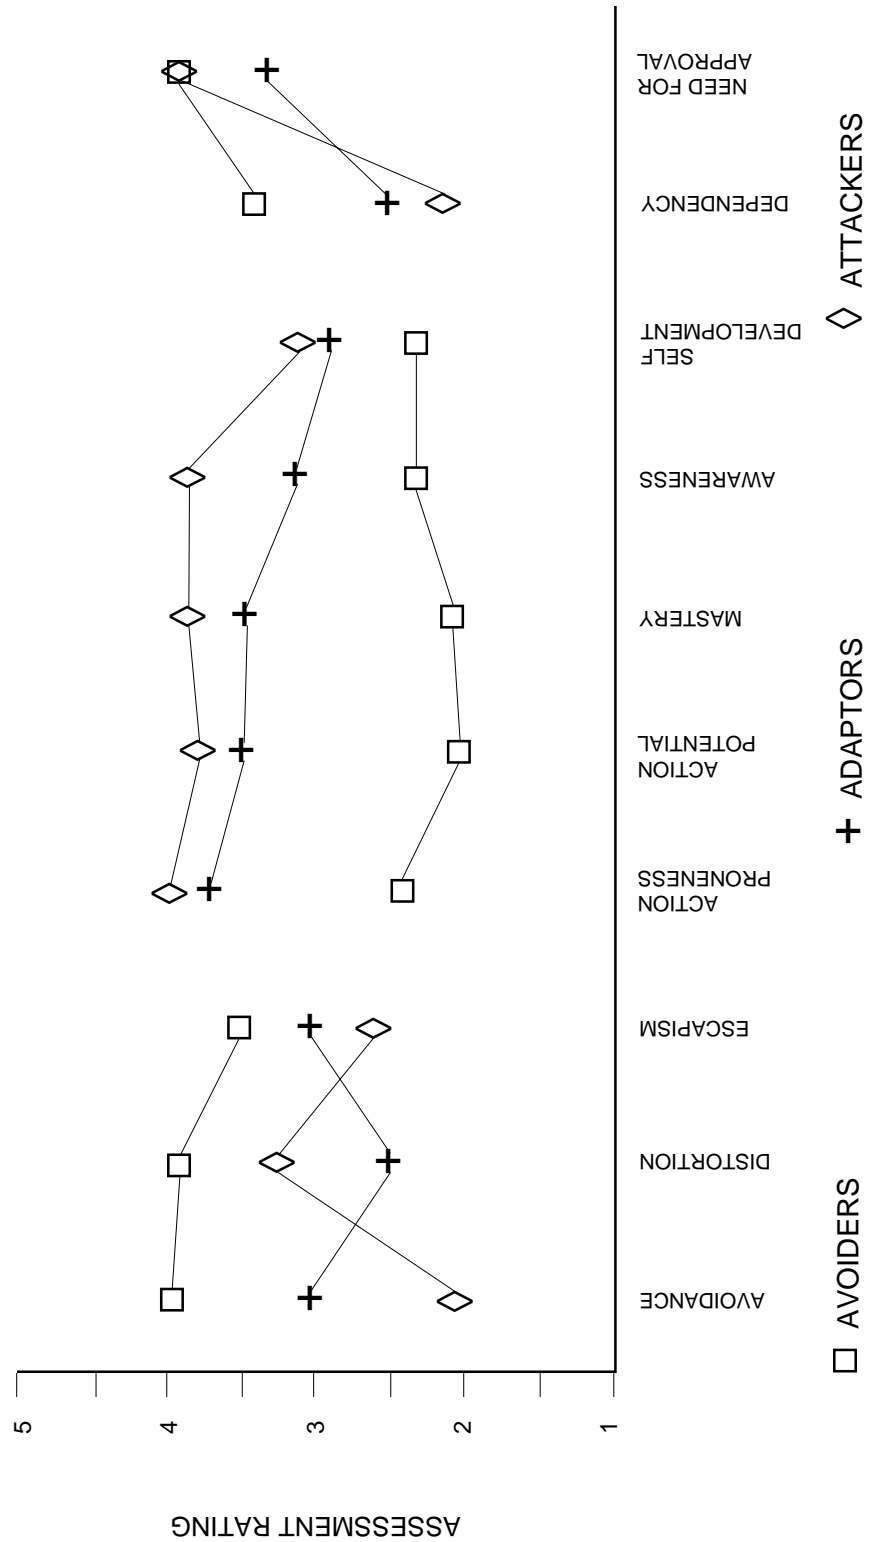 ASSESSMENT RATING
5
4
3
2
1
AVOIDANCE
DISTORTION
ESCAPISM
ACTION
PRONENESS
ACTION
POTENTIAL
MASTERY
AWARENESS
SELF
DEVELOPMENT
DEPENDENCY
NEED FOR
APPROVAL
AVOIDERS
ADAPTORS
ATTACKERS